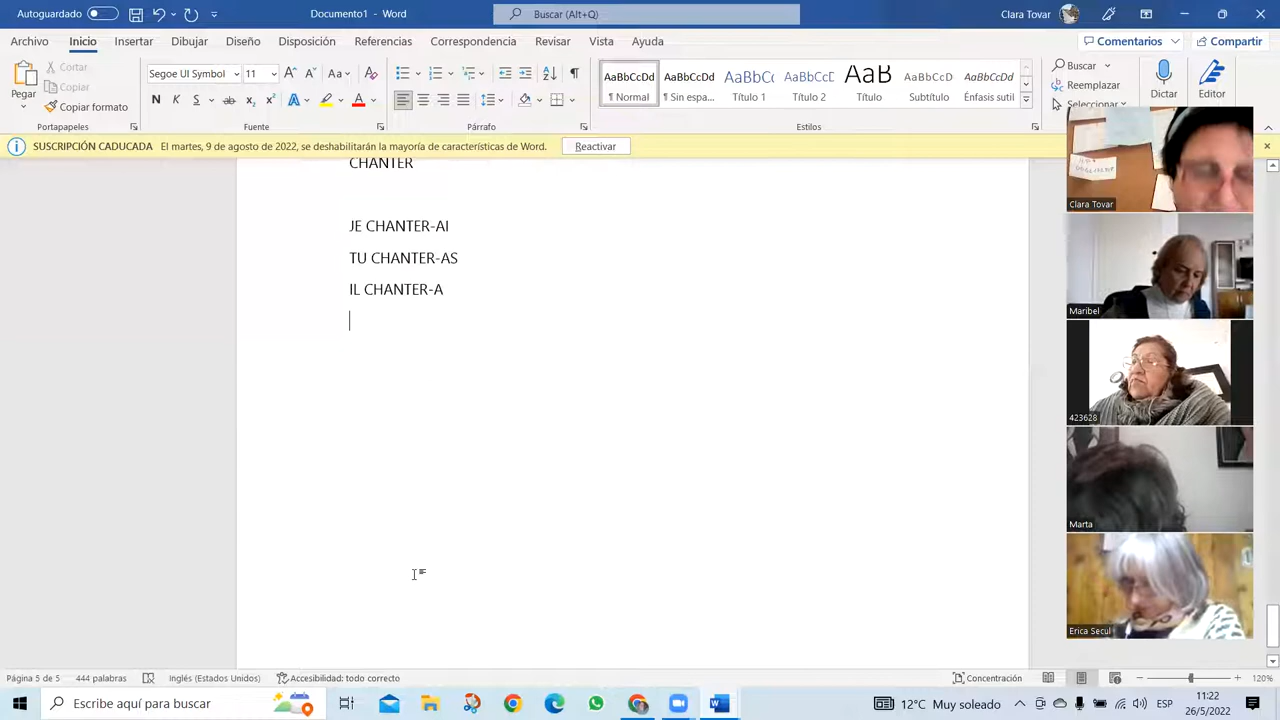 Autoguardado
Documento1 - Word
Buscar (Alt+Q)
Clara Tovar
Archivo Inicio Insertar Dibujar Diseño Disposición Referencias Correspondencia Revisar Vista Ayuda
Comentarios Compartir
Pegar
Cortar
Copiar
Copiar formato
Portapapeles
Segoe UI Symbol 11
N K S ab x₂ x²
Fuente
Párrafo
AaBbCcDd
¶ Normal
AaBbCcDd
¶ Sin espa...
AaBbCc
Título 1
AaBbCcD
Título 2
AaB
Título
AaBbCcD
Subtítulo
AaBbCcDd
Énfasis sutil
Estilos
Buscar
Reemplazar
Seleccionar
Dictar
Editor
SUSCRIPCIÓN CADUCADA El martes, 9 de agosto de 2022, se deshabilitarán la mayoría de características de Word. Reactivar
CHANTER
JE CHANTER-AI
TU CHANTER-AS
IL CHANTER-A
Clara Tovar
Maribel
423628
Marta
Erica Secul
Página 5 de 5 444 palabras Inglés (Estados Unidos) Accesibilidad: todo correcto
Concentración 120%
Escribe aquí para buscar
12°C Muy soleado
ESP
11:22
26/5/2022